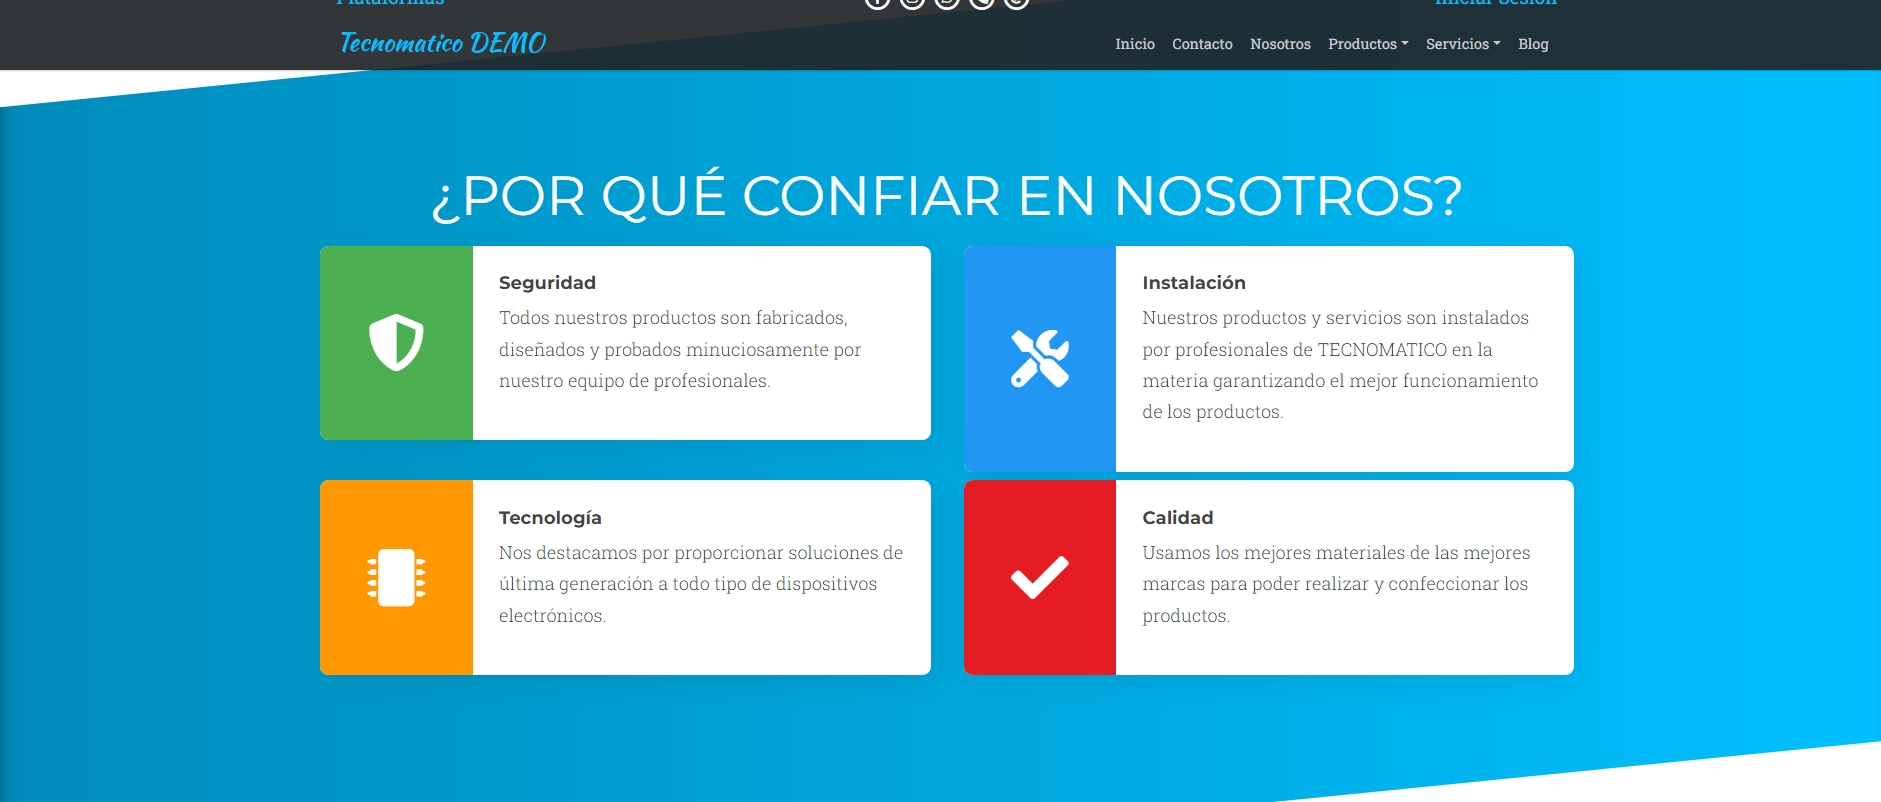 Plataformas
Iniciar Sesión
Tecnomatico DEMO
Inicio Contacto Nosotros Productos Servicios Blog
¿POR QUÉ CONFIAR EN NOSOTROS?
Seguridad
Todos nuestros productos son fabricados,
diseñados y probados minuciosamente por
nuestro equipo de profesionales.
Instalación
Nuestros productos y servicios son instalados
por profesionales de TECNOMATICO en la
materia garantizando el mejor funcionamiento
de los productos.
Tecnología
Nos destacamos por proporcionar soluciones de
última generación a todo tipo de dispositivos
electrónicos.
Calidad
Usamos los mejores materiales de las mejores
marcas para poder realizar y confeccionar los
productos.